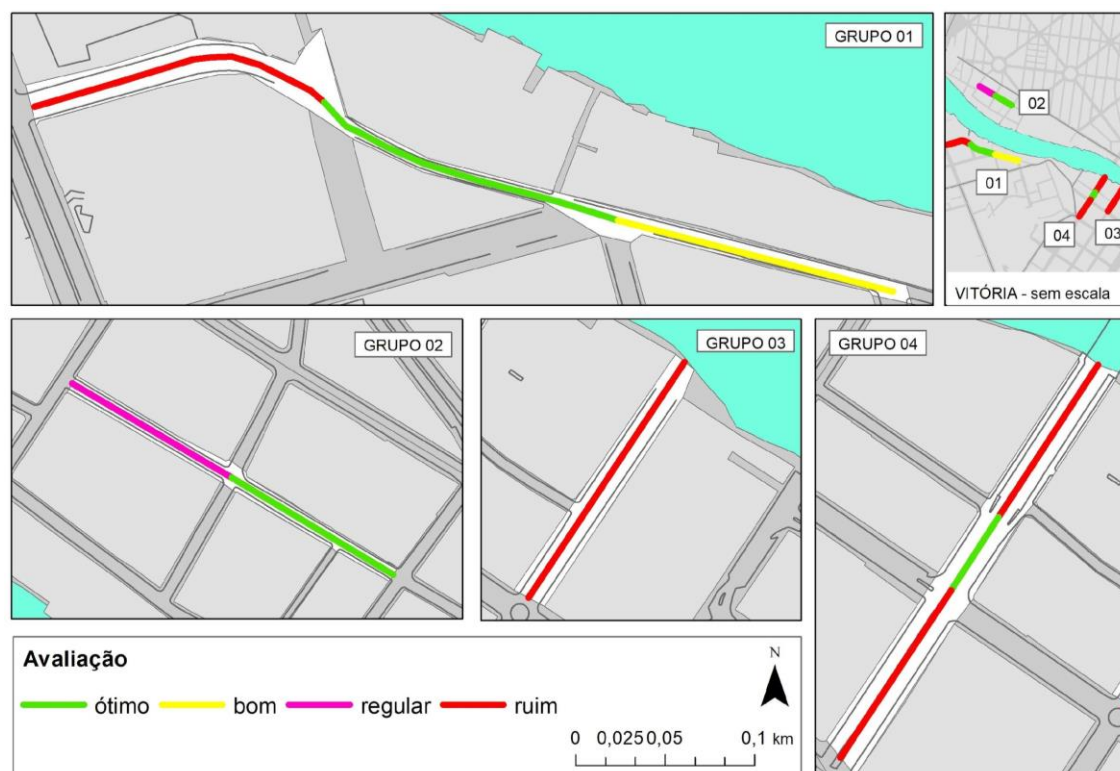 GRUPO 01
02
01
04
03
VITÓRIA - sem escala
GRUPO 02
GRUPO 03
GRUPO 04
Avaliação
ótimo bom regular ruim
N
0 0,025 0,05 0,1 km